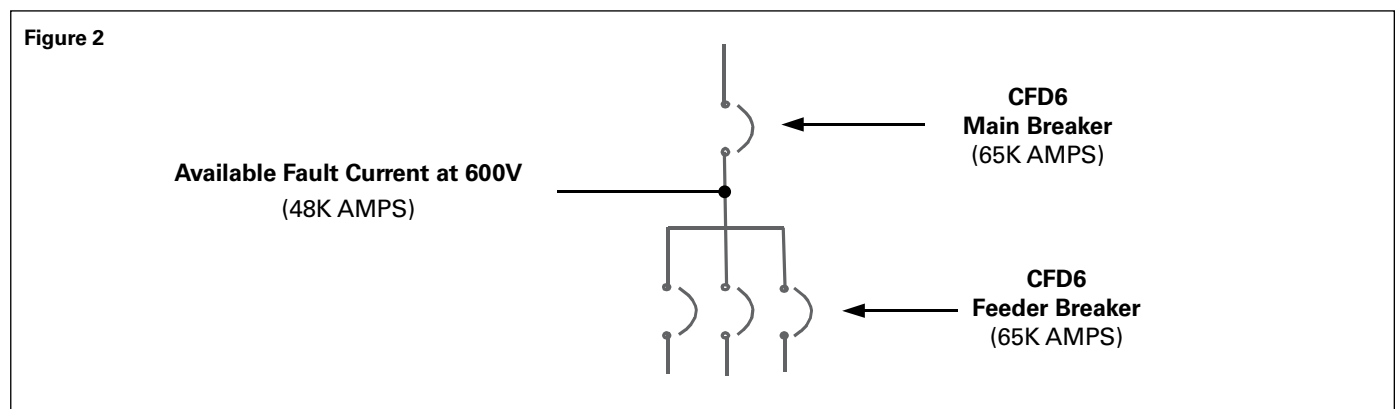 Figure 2
CFD6
Main Breaker
(65K AMPS)
Available Fault Current at 600V
(48K AMPS)
CFD6
Feeder Breaker
(65K AMPS)